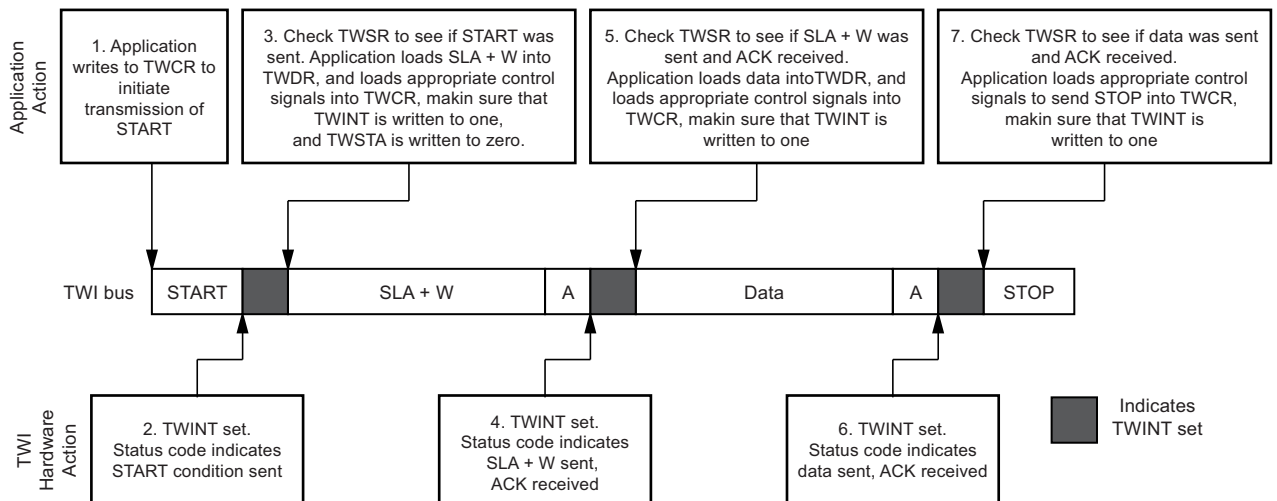 Application
Action
1. Application
writes to TWCR to
initiate
transmission of
START
3. Check TWSR to see if START was
sent. Application loads SLA + W into
TWDR, and loads appropriate control
signals into TWCR, makin sure that
TWINT is written to one,
and TWSTA is written to zero.
5. Check TWSR to see if SLA + W was
sent and ACK received.
Application loads data intoTWDR, and
loads appropriate control signals into
TWCR, makin sure that TWINT is
written to one
7. Check TWSR to see if data was sent
and ACK received.
Application loads appropriate control
signals to send STOP into TWCR,
makin sure that TWINT is
written to one
TWI bus
START
SLA + W
A
Data
A
STOP
TWI
Hardware
Action
2. TWINT set.
Status code indicates
START condition sent
4. TWINT set.
Status code indicates
SLA + W sent,
ACK received
6. TWINT set.
Status code indicates
data sent, ACK received
Indicates
TWINT set